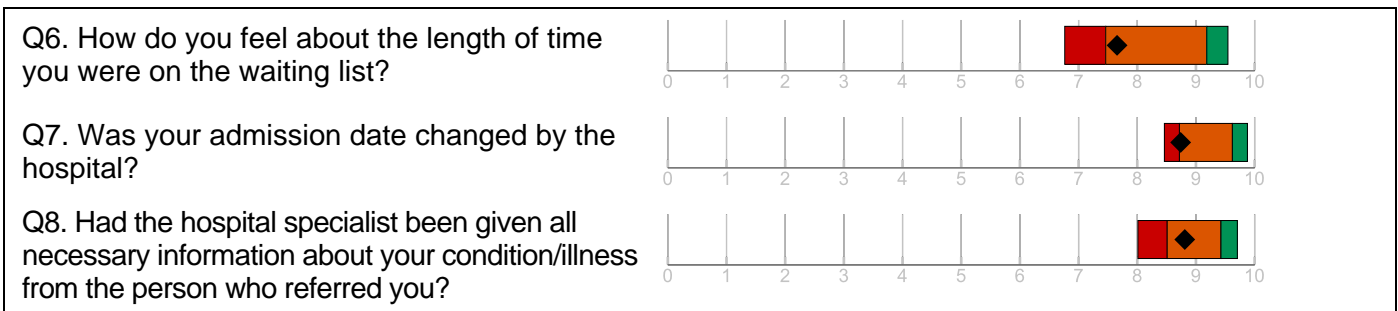 Q6. How do you feel about the length of time
you were on the waiting list?
0 1 2 3 4 5 6 7 8 9 10
Q7. Was your admission date changed by the
hospital?
0 1 2 3 4 5 6 7 8 9 10
Q8. Had the hospital specialist been given all
necessary information about your condition/illness
from the person who referred you?
0 1 2 3 4 5 6 7 8 9 10